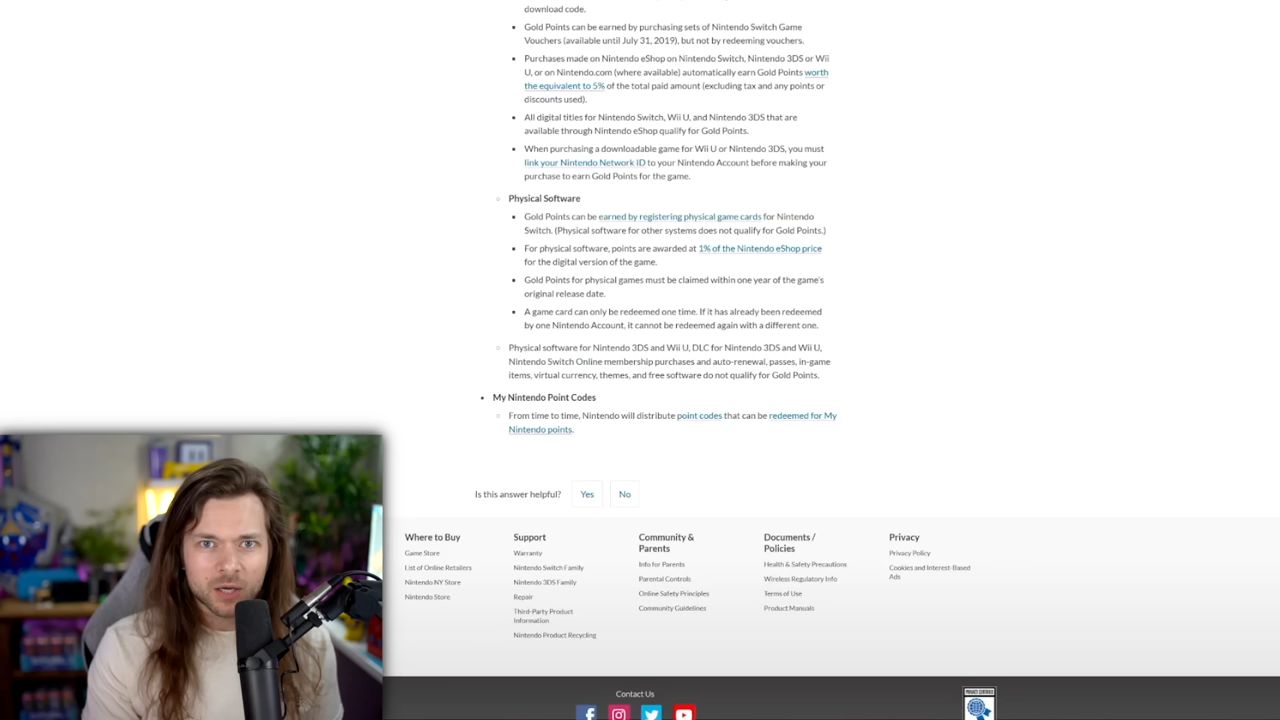 download code.
Gold Points can be earned by purchasing sets of Nintendo Switch Game
Vouchers (available until July 31, 2019), but not by redeeming vouchers.
Purchases made on Nintendo eShop on Nintendo Switch, Nintendo 3DS or Wii
U, or on Nintendo.com (where available) automatically earn Gold Points worth
the equivalent to 5% of the total paid amount (excluding tax and any points or
discounts used).
All digital titles for Nintendo Switch, Wii U, and Nintendo 3DS that are
available through Nintendo eShop qualify for Gold Points.
When purchasing a downloadable game for Wii U or Nintendo 3DS, you must
link your Nintendo Network ID to your Nintendo Account before making your
purchase to earn Gold Points for the game.
Physical Software
Gold Points can be earned by registering physical game cards for Nintendo
Switch. (Physical software for other systems does not qualify for Gold Points.)
For physical software, points are awarded at 1% of the Nintendo eShop price
for the digital version of the game.
Gold Points for physical games must be claimed within one year of the game's
original release date.
A game card can only be redeemed one time. If it has already been redeemed
by one Nintendo Account, it cannot be redeemed again with a different one.
Physical software for Nintendo 3DS and Wii U, DLC for Nintendo 3DS and Wii U,
Nintendo Switch Online membership purchases and auto-renewal, passes, in-game
items, virtual currency, themes, and free software do not qualify for Gold Points.
My Nintendo Point Codes
From time to time, Nintendo will distribute point codes that can be redeemed for My
Nintendo points.
Is this answer helpful? Yes No
Where to Buy
Game Store
List of Online Retailers
Nintendo NY Store
Nintendo Store
Support
Warranty
Nintendo Switch Family
Nintendo 3DS Family
Repair
Third-Party Product
Information
Nintendo Product Recycling
Community &
Parents
Info for Parents
Parental Controls
Online Safety Principles
Community Guidelines
Documents /
Policies
Health & Safety Precautions
Wireless Regulatory Info
Terms of Use
Product Manuals
Privacy
Privacy Policy
Cookies and Interest-Based
Ads
Contact Us
PRIVACY CERTIFIED